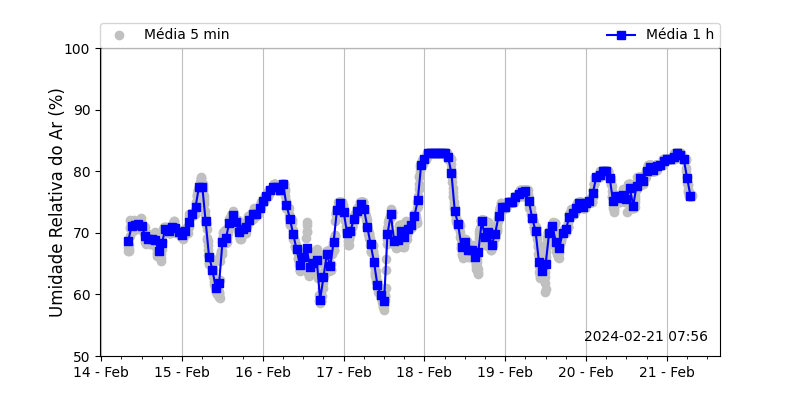 Média 5 min
Média 1 h
Umidade Relativa do Ar (%)
100
90
80
70
60
50
2024-02-21 07:56
14 - Feb
15 - Feb
16 - Feb
17 - Feb
18 - Feb
19 - Feb
20 - Feb
21 - Feb